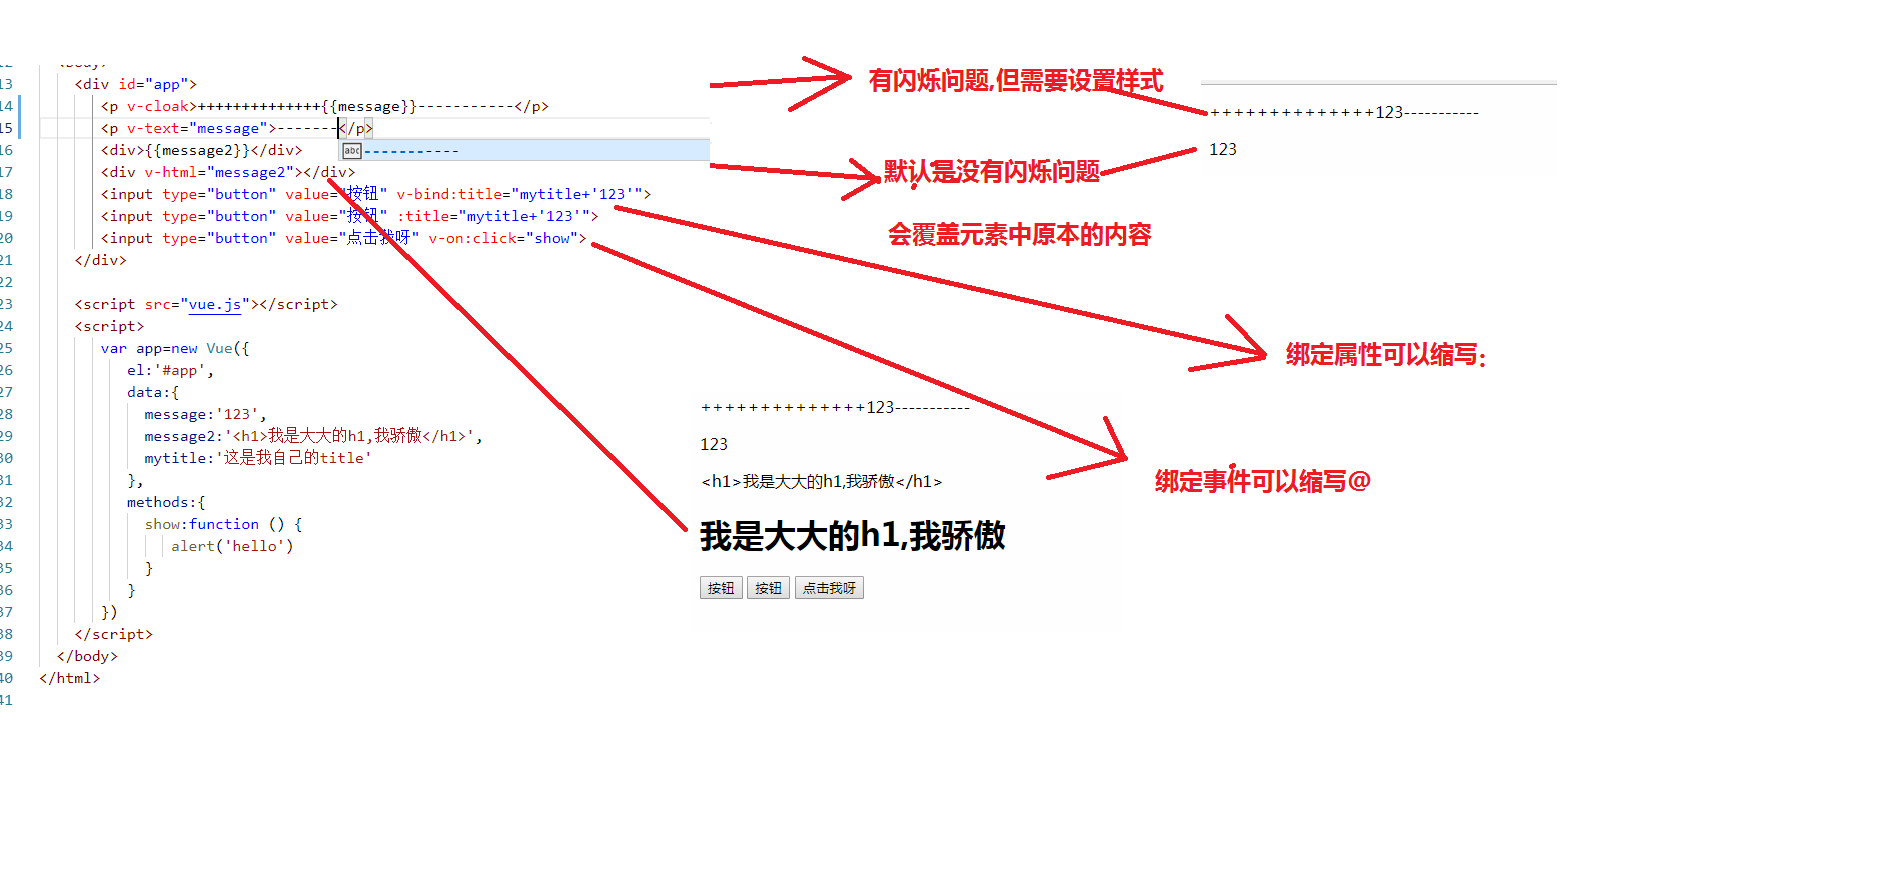 12 <body>
13 <div id="app">
14 <p v-cloak>++++++++++++++{{message}}-----------</p>
15 <p v-text="message">-------</p>
abc -----------
16 <div>{{message2}}</div>
17 <div v-html="message2"></div>
18 <input type="button" value="按钮" v-bind:title="mytitle+'123'">
19 <input type="button" value="按钮" :title="mytitle+'123'">
20 <input type="button" value="点击我呀" v-on:click="show">
21 </div>
22
23 <script src="vue.js"></script>
24 <script>
25 var app=new Vue({
26 el:'#app',
27 data:{
28 message:'123',
29 message2:'<h1>我是大大的h1,我骄傲</h1>',
30 mytitle:'这是我自己的title'
31 },
32 methods:{
33 show:function () {
34 alert('hello')
35 }
36 }
37 })
38 </script>
39 </body>
40 </html>
41
有闪烁问题,但需要设置样式
++++++++++++++123-----------
123
默认是没有闪烁问题
会覆盖元素中原本的内容
绑定属性可以缩写:
绑定事件可以缩写@
++++++++++++++123-----------
123
<h1>我是大大的h1,我骄傲</h1>
我是大大的h1,我骄傲
按钮 按钮 点击我呀